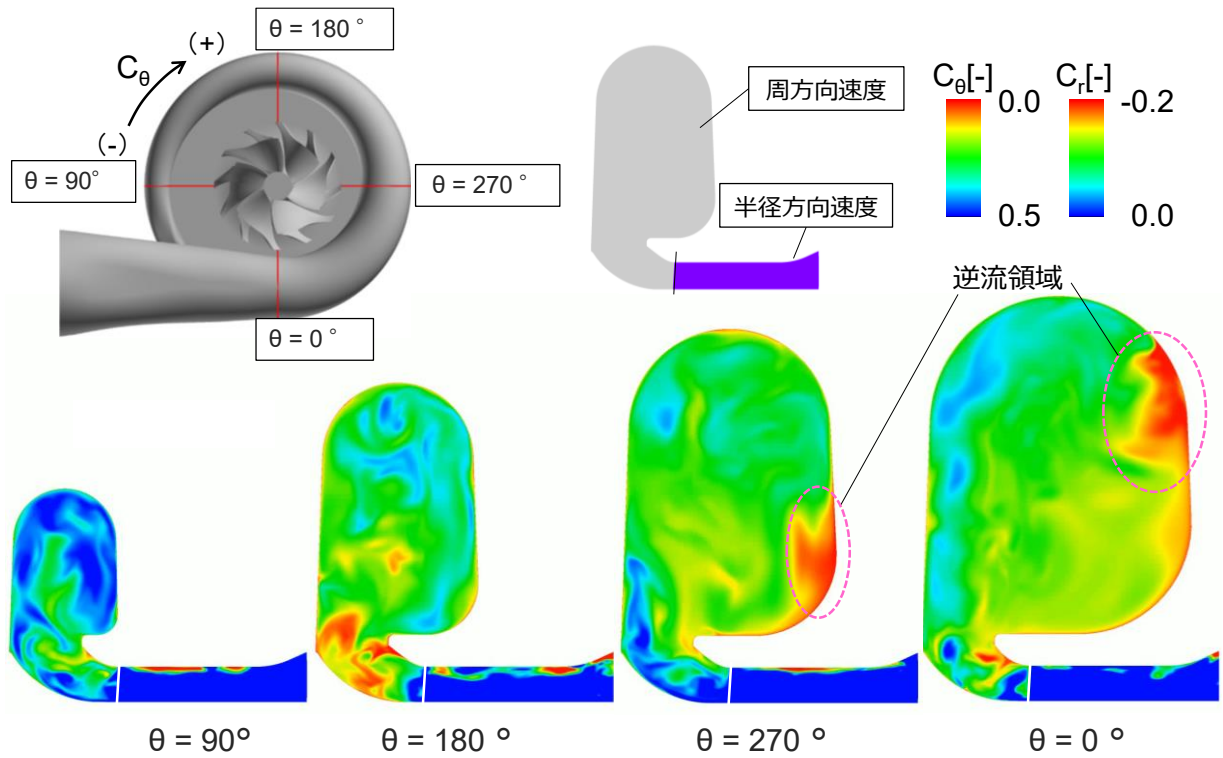 θ = 180 °
(+)
Cθ
(-)
θ = 90°
θ = 270 °
θ = 0°
周方向速度
半径方向速度
Cθ[-]
0.0
0.5
Cr[-]
-0.2
0.0
逆流領域
θ = 90°
θ = 180 °
θ = 270 °
θ = 0 °